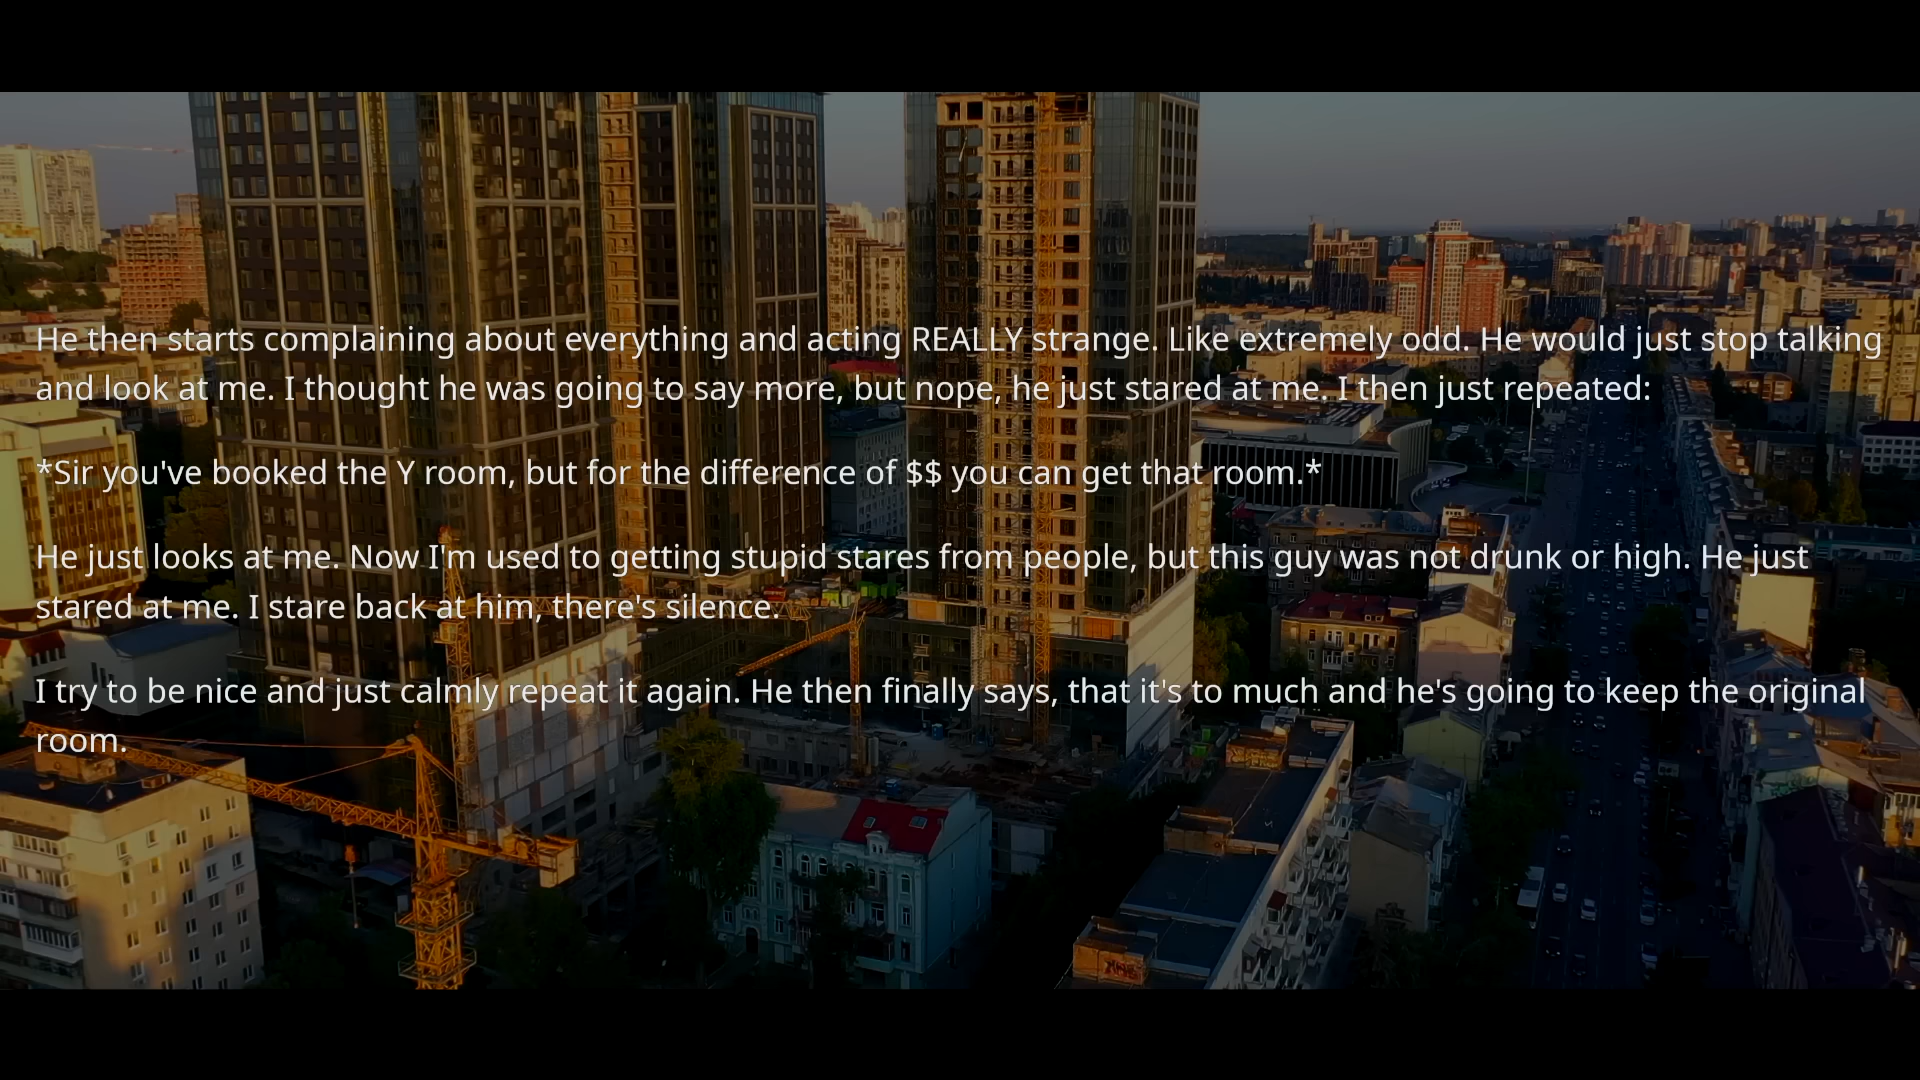 He then starts complaining about everything and acting REALLY strange. Like extremely odd. He would just stop talking
and look at me. I thought he was going to say more, but nope, he just stared at me. I then just repeated:
*Sir you've booked the Y room, but for the difference of $$ you can get that room.*
He just looks at me. Now I'm used to getting stupid stares from people, but this guy was not drunk or high. He just
stared at me. I stare back at him, there's silence.
I try to be nice and just calmly repeat it again. He then finally says, that it's to much and he's going to keep the original
room.